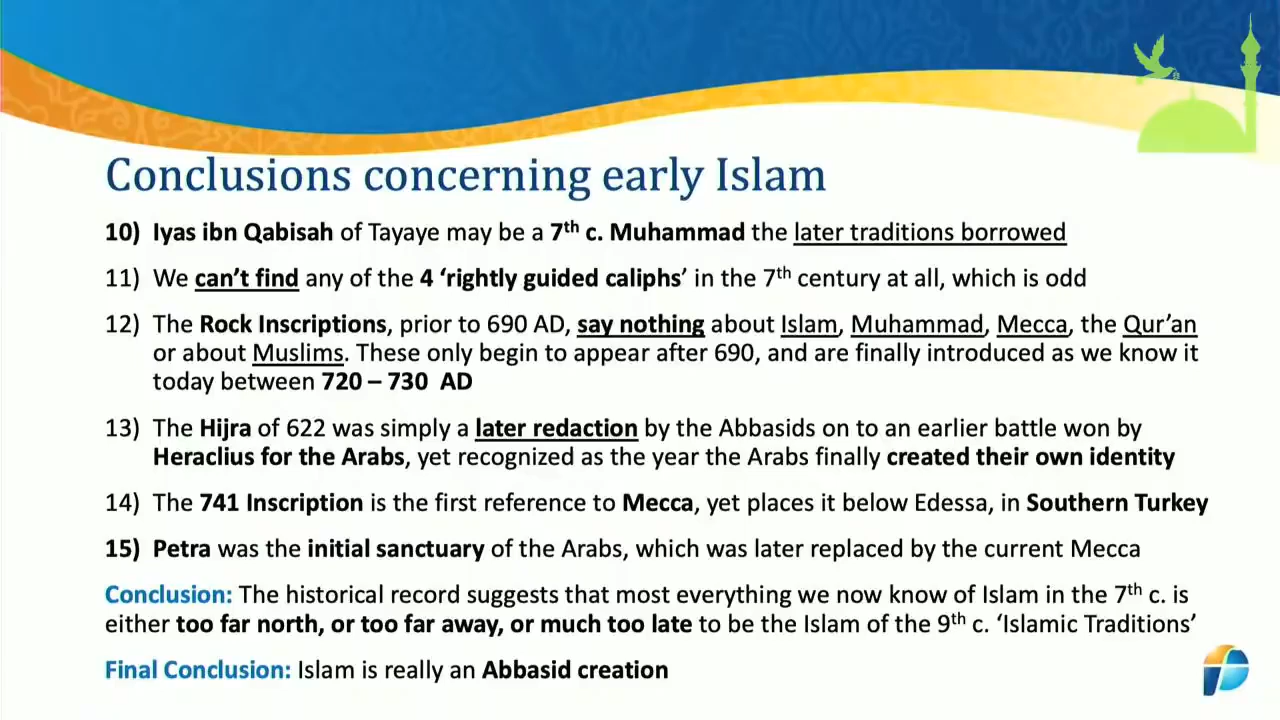 Conclusions concerning early Islam
10) Iyas ibn Qabisah of Tayaye may be a 7th c. Muhammad the later traditions borrowed
11) We can’t find any of the 4 ‘rightly guided caliphs’ in the 7th century at all, which is odd
12) The Rock Inscriptions, prior to 690 AD, say nothing about Islam, Muhammad, Mecca, the Qur’an
or about Muslims. These only begin to appear after 690, and are finally introduced as we know it
today between 720 – 730 AD
13) The Hijra of 622 was simply a later redaction by the Abbasids on to an earlier battle won by
Heraclius for the Arabs, yet recognized as the year the Arabs finally created their own identity
14) The 741 Inscription is the first reference to Mecca, yet places it below Edessa, in Southern Turkey
15) Petra was the initial sanctuary of the Arabs, which was later replaced by the current Mecca
Conclusion: The historical record suggests that most everything we now know of Islam in the 7th c. is
either too far north, or too far away, or much too late to be the Islam of the 9th c. ‘Islamic Traditions’
Final Conclusion: Islam is really an Abbasid creation